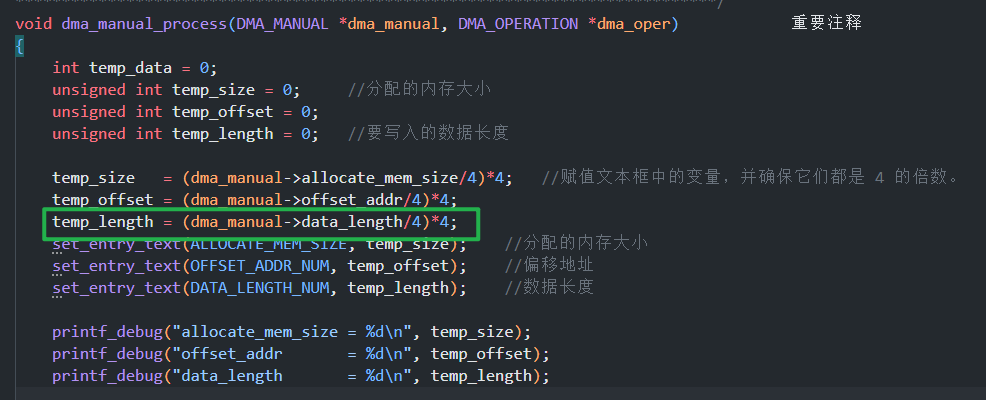 *****************************************************************************/
void dma_manual_process(DMA_MANUAL *dma_manual, DMA_OPERATION *dma_oper) 重要注释
{
int temp_data = 0;
unsigned int temp_size = 0; //分配的内存大小
unsigned int temp_offset = 0;
unsigned int temp_length = 0; //要写入的数据长度
temp_size = (dma_manual->allocate_mem_size/4)*4; //赋值文本框中的变量，并确保它们都是 4 的倍数。
temp_offset = (dma_manual->offset_addr/4)*4;
temp_length = (dma_manual->data_length/4)*4;
set_entry_text(ALLOCATE_MEM_SIZE, temp_size); //分配的内存大小
set_entry_text(OFFSET_ADDR_NUM, temp_offset); //偏移地址
set_entry_text(DATA_LENGTH_NUM, temp_length); //数据长度
printf_debug("allocate_mem_size = %d\n", temp_size);
printf_debug("offset_addr = %d\n", temp_offset);
printf_debug("data_length = %d\n", temp_length);